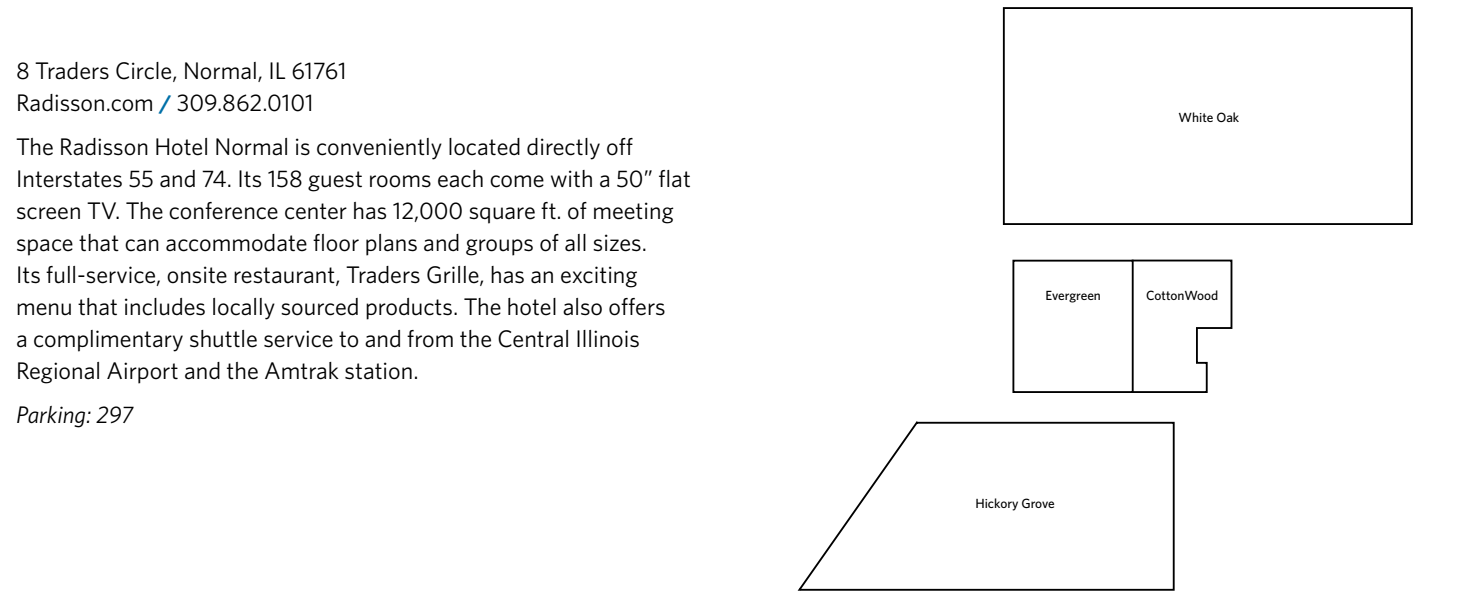 8 Traders Circle, Normal, IL 61761
Radisson.com / 309.862.0101
The Radisson Hotel Normal is conveniently located directly off
Interstates 55 and 74. Its 158 guest rooms each come with a 50” flat
screen TV. The conference center has 12,000 square ft. of meeting
space that can accommodate floor plans and groups of all sizes.
Its full-service, onsite restaurant, Traders Grille, has an exciting
menu that includes locally sourced products. The hotel also offers
a complimentary shuttle service to and from the Central Illinois
Regional Airport and the Amtrak station.
Parking: 297
White Oak
Evergreen
CottonWood
Hickory Grove